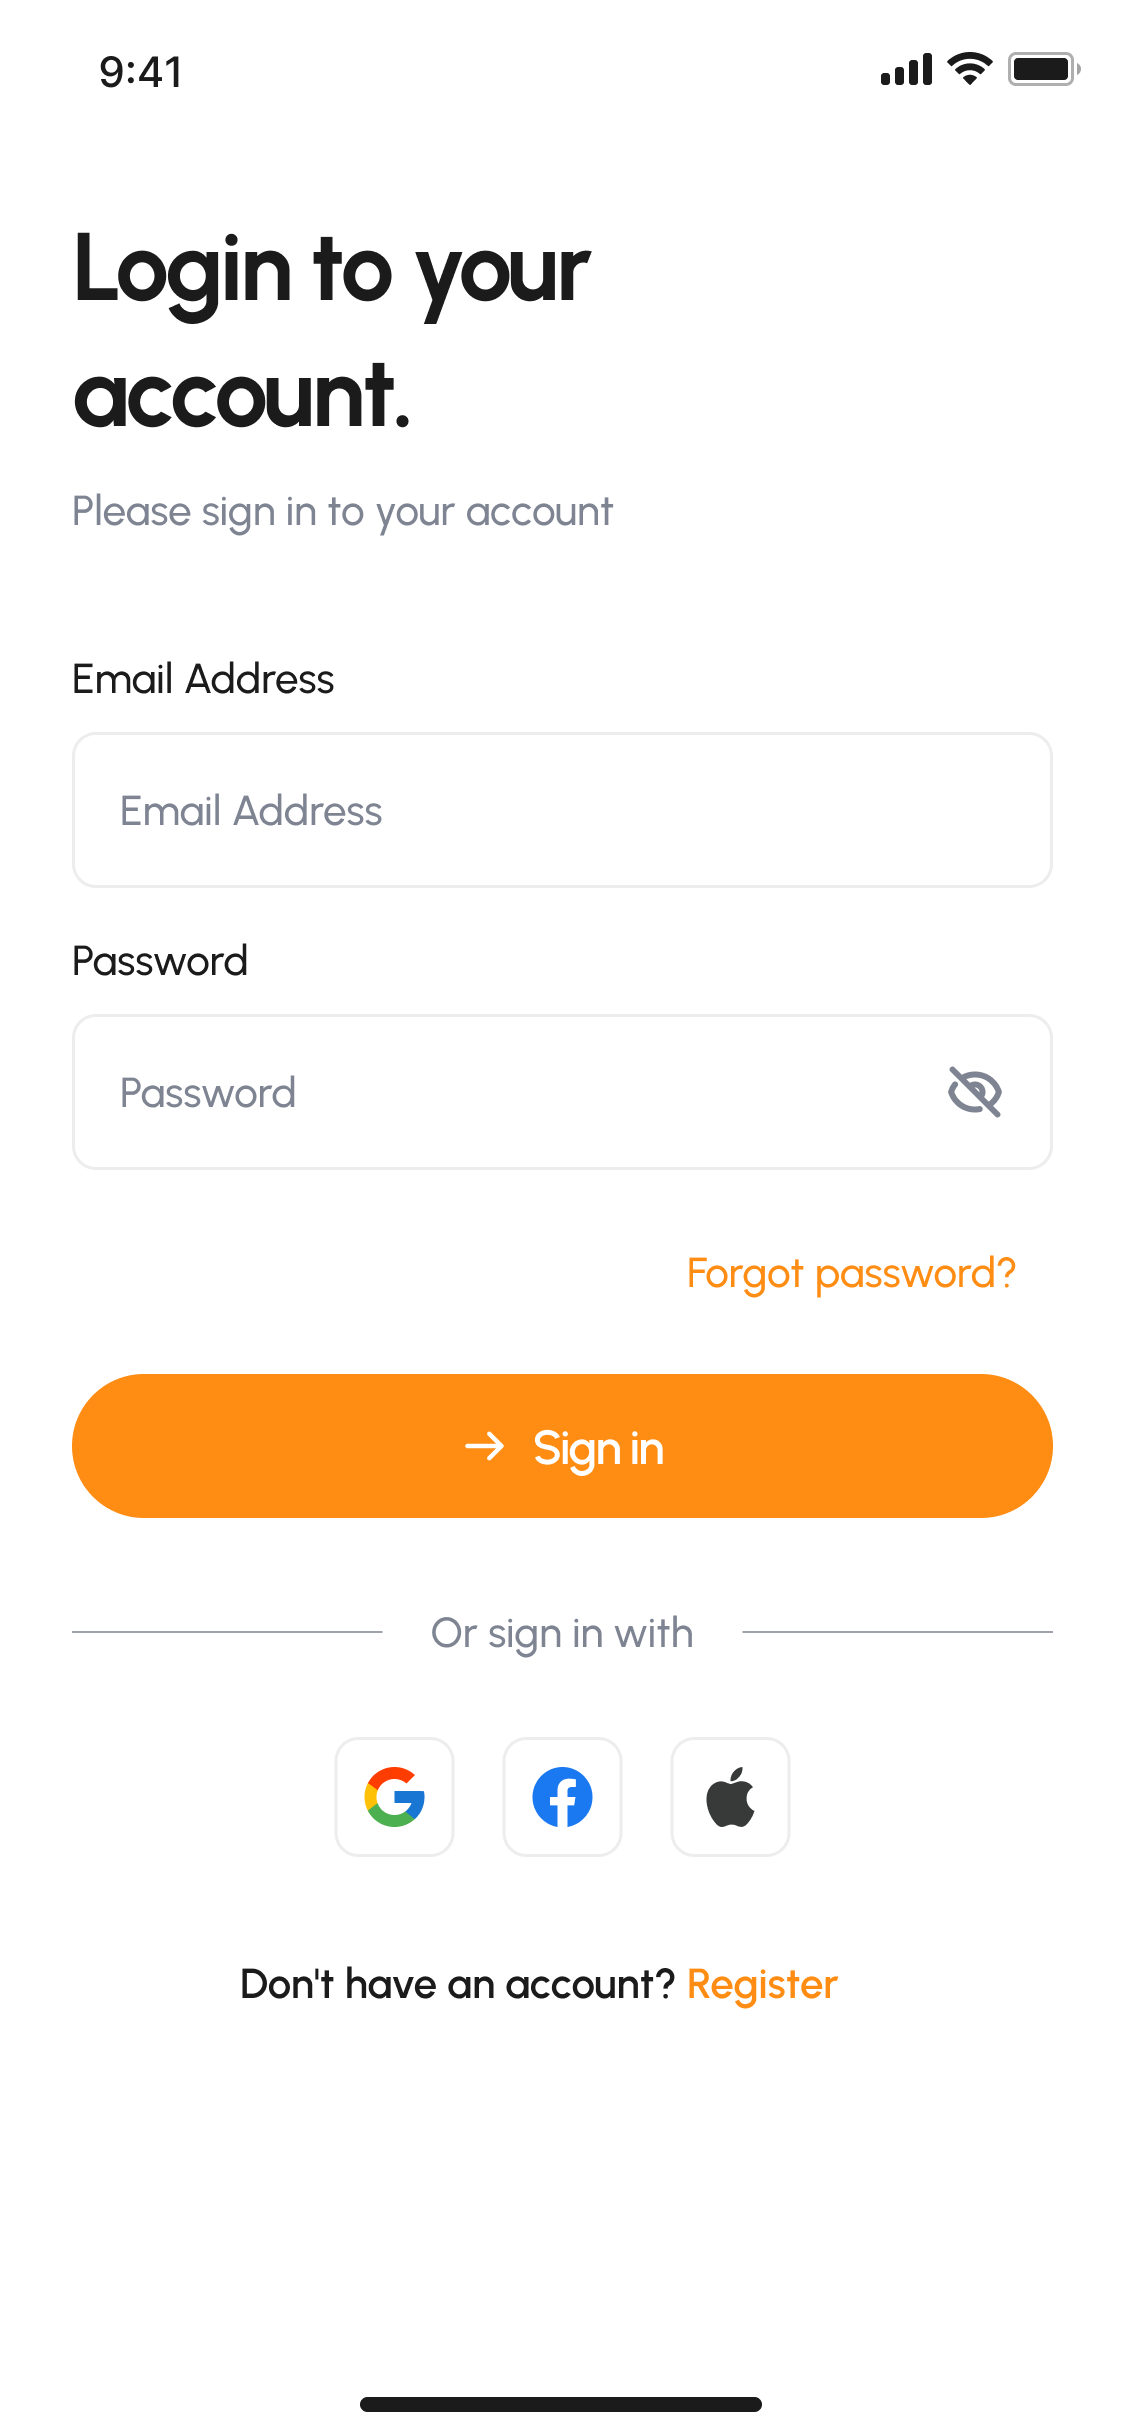 9:41
Login to your
account.
Please sign in to your account
Email Address
Email Address
Password
Password
Forgot password?
Sign in
Or sign in with
Don't have an account? Register